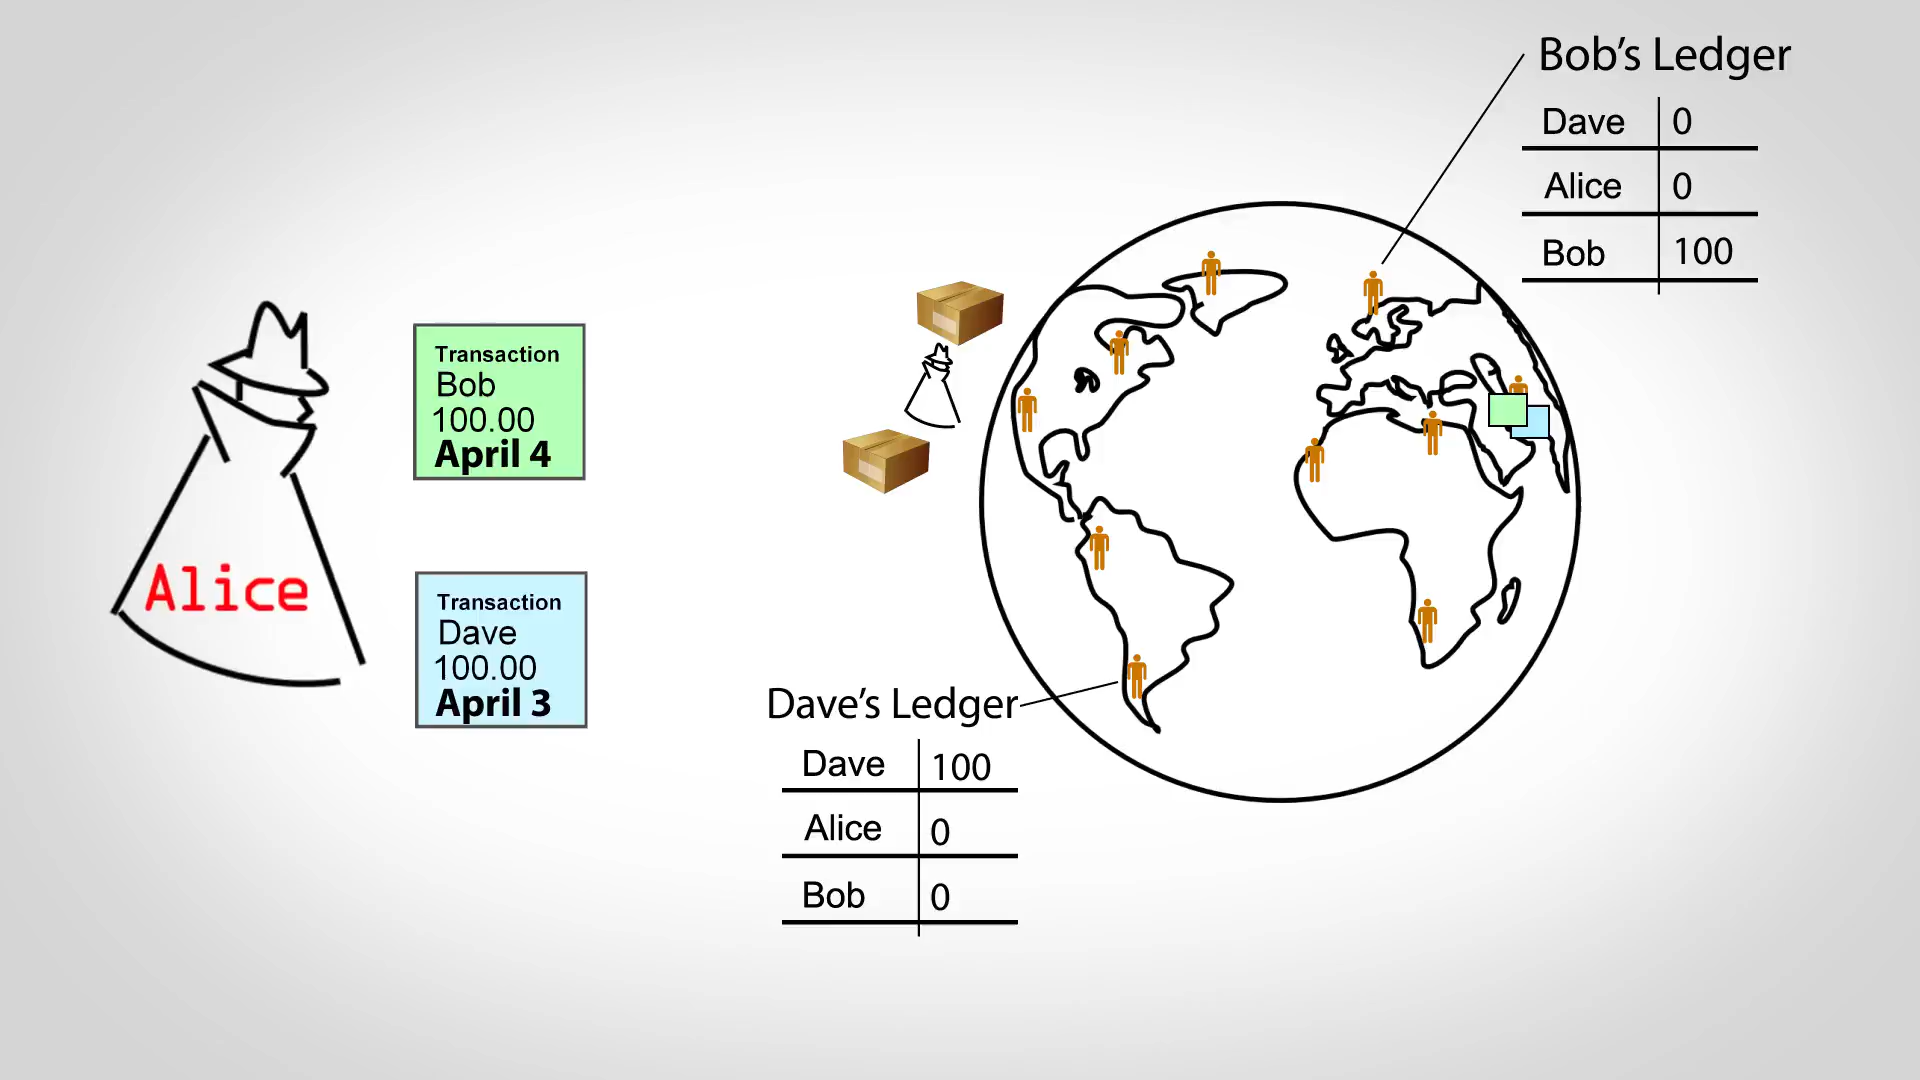 Alice
Transaction
Bob
100.00
April 4
Transaction
Dave
100.00
April 3
Bob’s Ledger
Dave 0
Alice 0
Bob 100
Dave’s Ledger
Dave 100
Alice 0
Bob 0